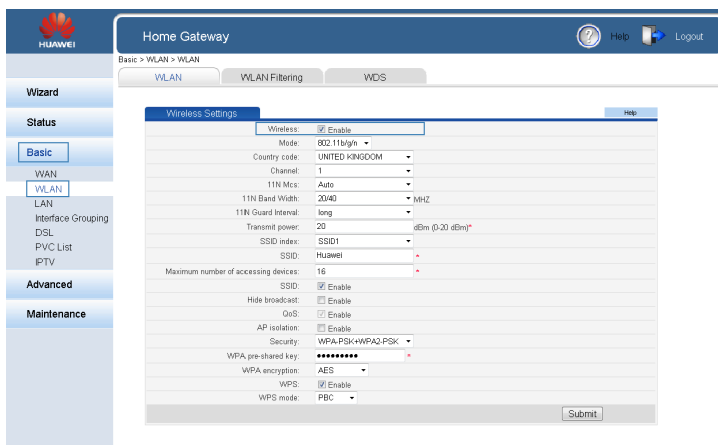 HUAWEI
Home Gateway
Help
Logout
Basic > WLAN > WLAN
WLAN WLAN Filtering WDS
Wizard
Status
Basic
WAN
WLAN
LAN
Interface Grouping
DSL
PVC List
IPTV
Advanced
Maintenance
Wireless Settings
Help
Wireless: Enable
Mode: 802.11b/g/n
Country code: UNITED KINGDOM
Channel: 1
11N Mcs: Auto
11N Band Width: 20/40 MHZ
11N Guard Interval: long
Transmit power: 20 dBm (0-20 dBm)*
SSID index: SSID1
SSID: Huawei *
Maximum number of accessing devices: 16 *
SSID: Enable
Hide broadcast: Enable
QoS: Enable
AP isolation: Enable
Security: WPA-PSK+WPA2-PSK
WPA pre-shared key: ●●●●●●●●● *
WPA encryption: AES
WPS: Enable
WPS mode: PBC
Submit